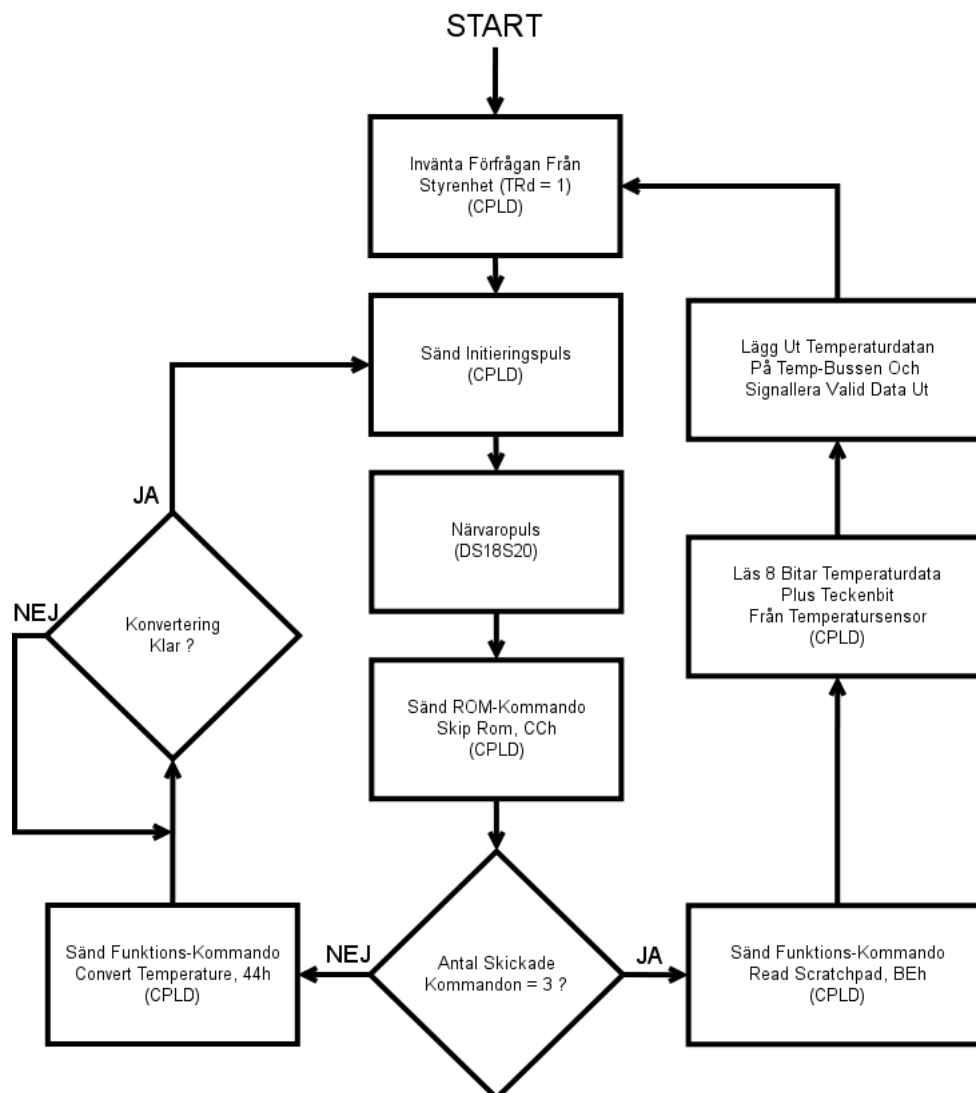 START
Invänta Förfrågan Från
Styrenhet (TRd = 1)
(CPLD)
Sänd Initieringspuls
(CPLD)
Närvaropuls
(DS18S20)
Sänd ROM-Kommando
Skip Rom, CCh
(CPLD)
Antal Skickade
Kommandon = 3 ?
NEJ
Sänd Funktions-Kommando
Convert Temperature, 44h
(CPLD)
Konvertering
Klar ?
NEJ
JA
JA
Sänd Funktions-Kommando
Read Scratchpad, BEh
(CPLD)
Läs 8 Bitar Temperaturdata
Plus Teckenbit
Från Temperatursensor
(CPLD)
Lägg Ut Temperaturdatan
På Temp-Bussen Och
Signallera Valid Data Ut